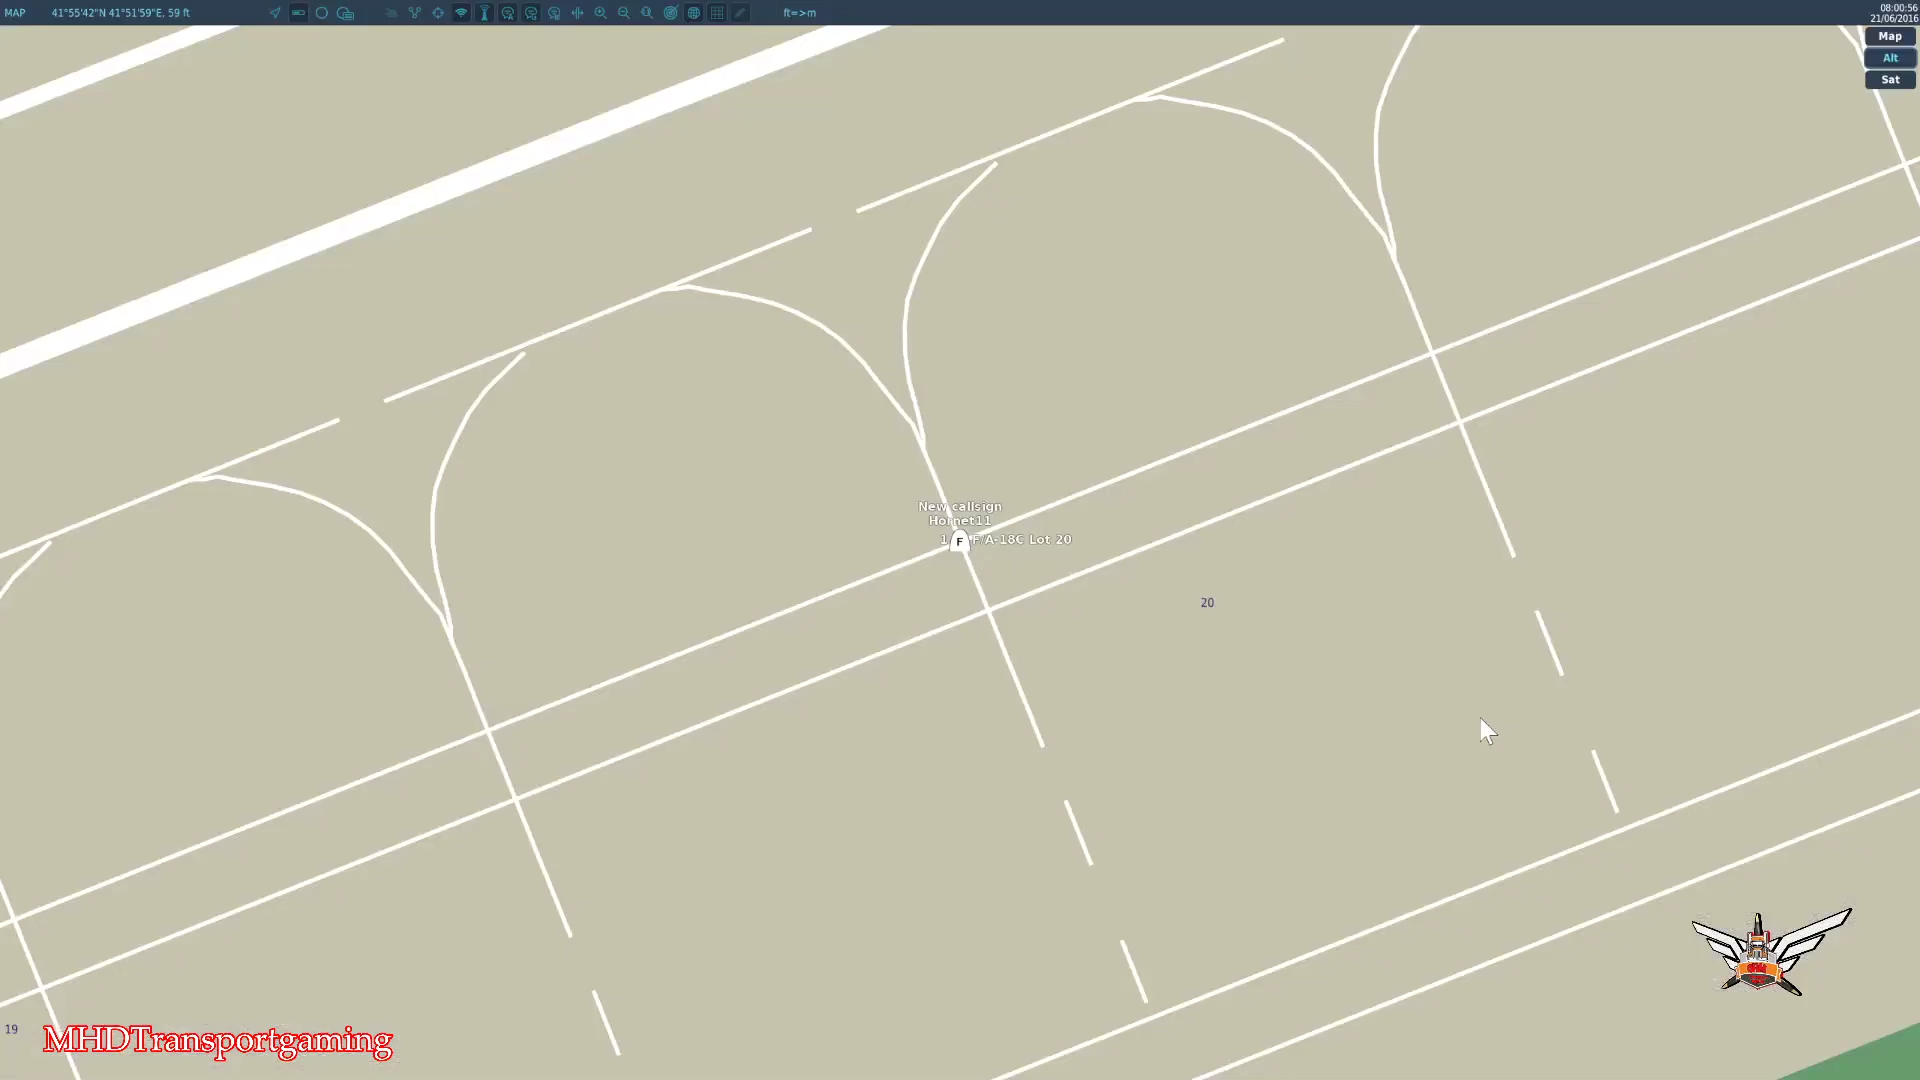 MAP 41°55'42"N 41°51'59"E, 59 ft ft=>m 08:00:56
21/06/2016
Map
Alt
Sat
New callsign
Hornet11
1 F/A-18C Lot 20
F
20
19
MHDTransportgaming